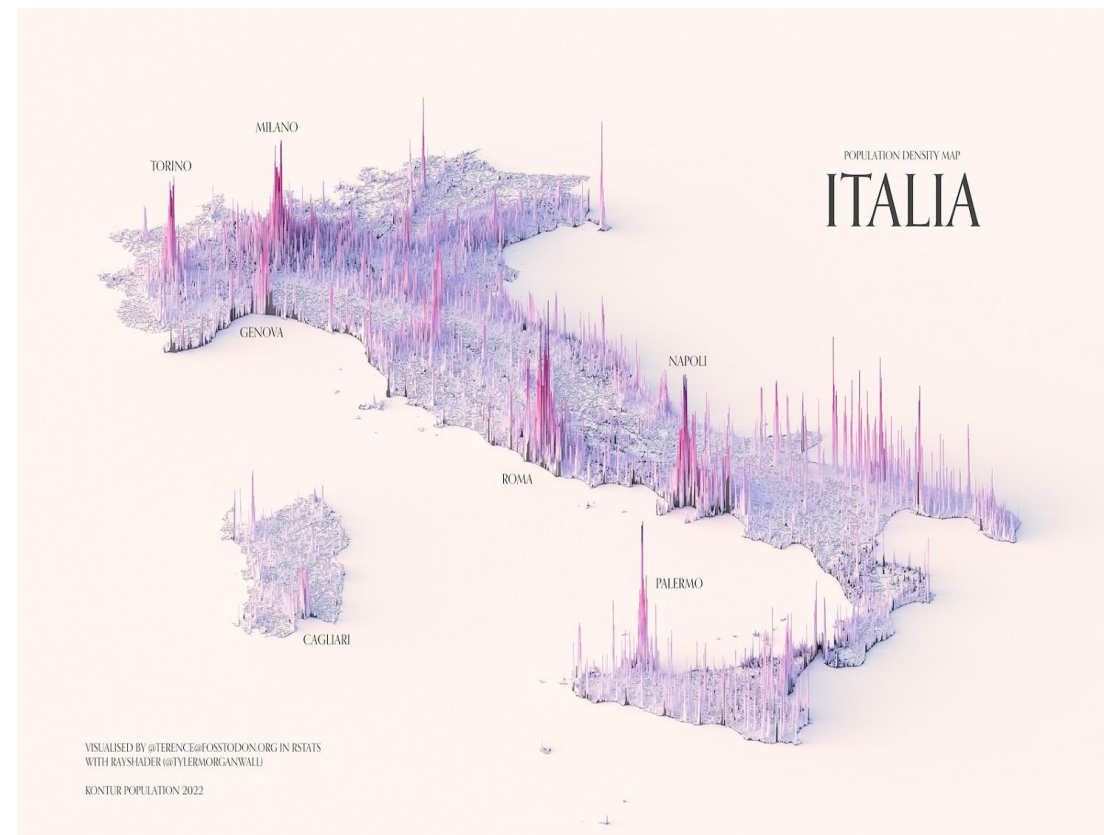 MILANO
TORINO
POPULATION DENSITY MAP
ITALIA
GENOVA
NAPOLI
ROMA
PALERMO
CAGLIARI
VISUALISED BY @TERENCE@FOSSTODON.ORG IN RSTATS
WITH RAYSHADER (@TYLERMORGANWALL)
KONTUR POPULATION 2022